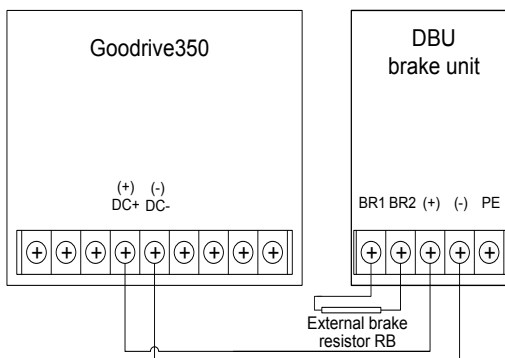 Goodrive350
(+) (-)
DC+ DC-
DBU
brake unit
BR1 BR2 (+) (-) PE
External brake
resistor RB